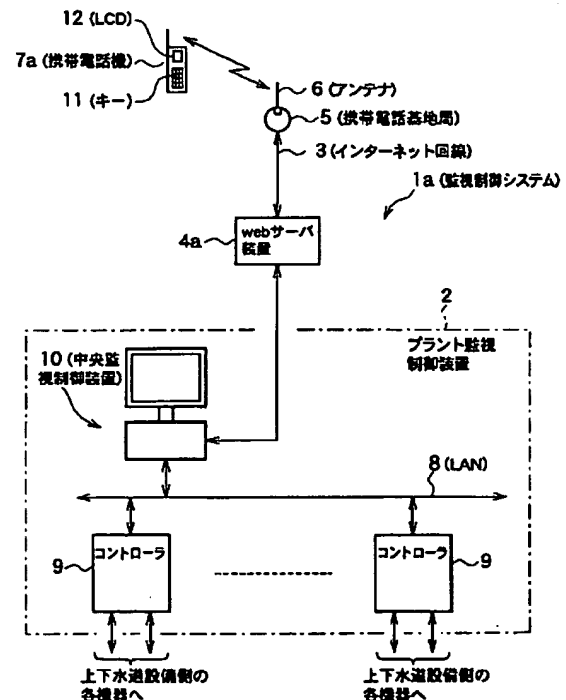 12 (LCD)
7a (携帯電話機)
11 (キー)
6 (アンテナ)
5 (携帯電話基地局)
3 (インターネット回線)
1a (監視制御システム)
4a
webサーバ
装置
2
プラント監視
制御装置
10 (中央監
視制御装置)
8 (LAN)
9
コントローラ
コントローラ
9
上下水道設備側の
各機器へ
上下水道設備側の
各機器へ